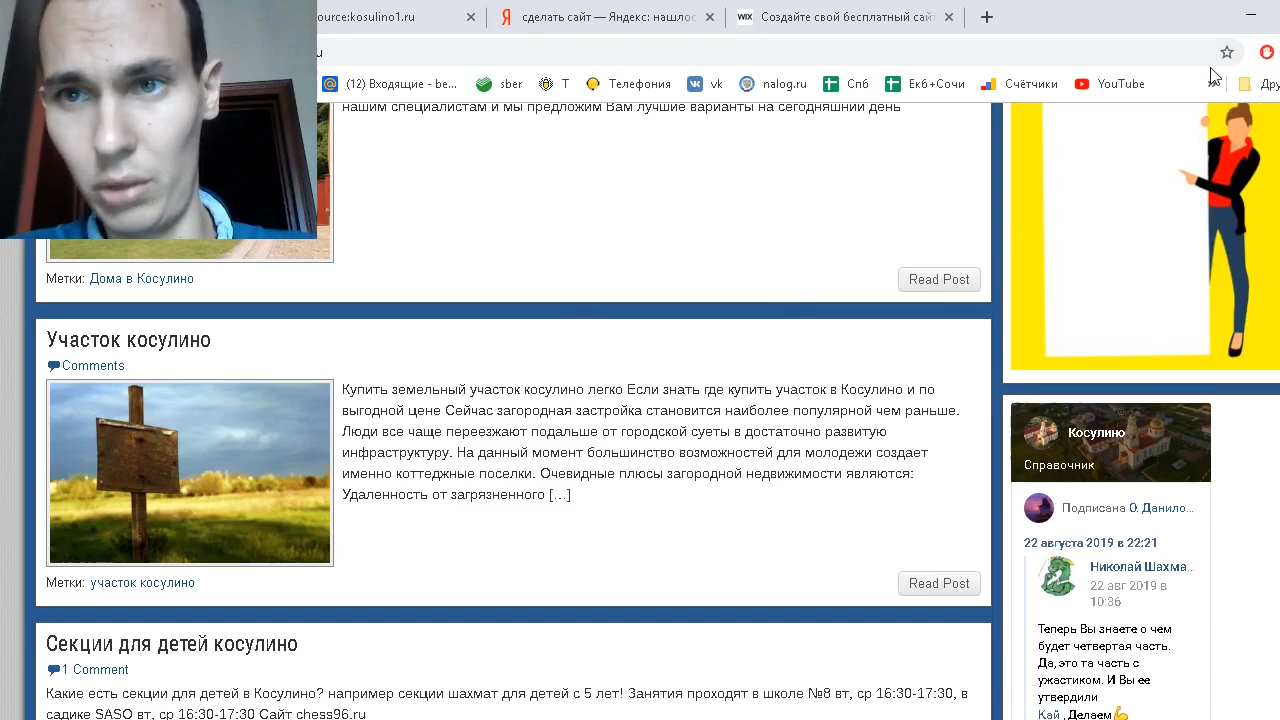 ource:kosulino1.ru
сделать сайт — Яндекс: нашлос
WIX Создайте свой бесплатный сайт
u
(12) Входящие - be... sber T Телефония vk nalog.ru Спб Екб+Сочи Счётчики YouTube » Дру
нашим специалистам и мы предложим Вам лучшие варианты на сегодняшний день
Метки: Дома в Косулино
Read Post
Участок косулино
Comments
Купить земельный участок косулино легко Если знать где купить участок в Косулино и по
выгодной цене Сейчас загородная застройка становится наиболее популярной чем раньше.
Люди все чаще переезжают подальше от городской суеты в достаточно развитую
инфраструктуру. На данный момент большинство возможностей для молодежи создает
именно коттеджные поселки. Очевидные плюсы загородной недвижимости являются:
Удаленность от загрязненного […]
Метки: участок косулино
Read Post
Секции для детей косулино
1 Comment
Какие есть секции для детей в Косулино? например секции шахмат для детей с 5 лет! Занятия проходят в школе №8 вт, ср 16:30-17:30, в
садике SASO вт, ср 16:30-17:30 Сайт chess96.ru
Косулино
Справочник
Подписана О. Данило...
22 августа 2019 в 22:21
Николай Шахма...
22 авг 2019 в
10:36
Теперь Вы знаете о чем
будет четвертая часть.
Да,это та часть с
ужастиком. И Вы ее
утвердили
Кай ,Делаем💪